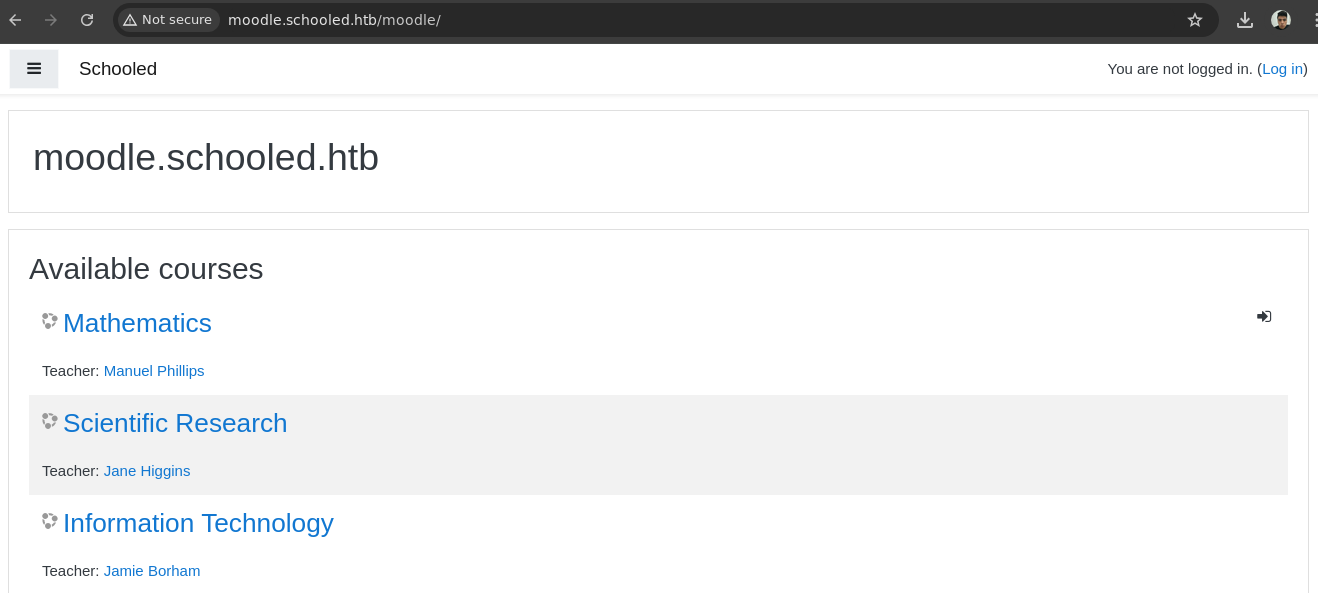 Not secure moodle.schooled.htb/moodle/
Schooled You are not logged in. (Log in)
moodle.schooled.htb
Available courses
Mathematics
Teacher: Manuel Phillips
Scientific Research
Teacher: Jane Higgins
Information Technology
Teacher: Jamie Borham